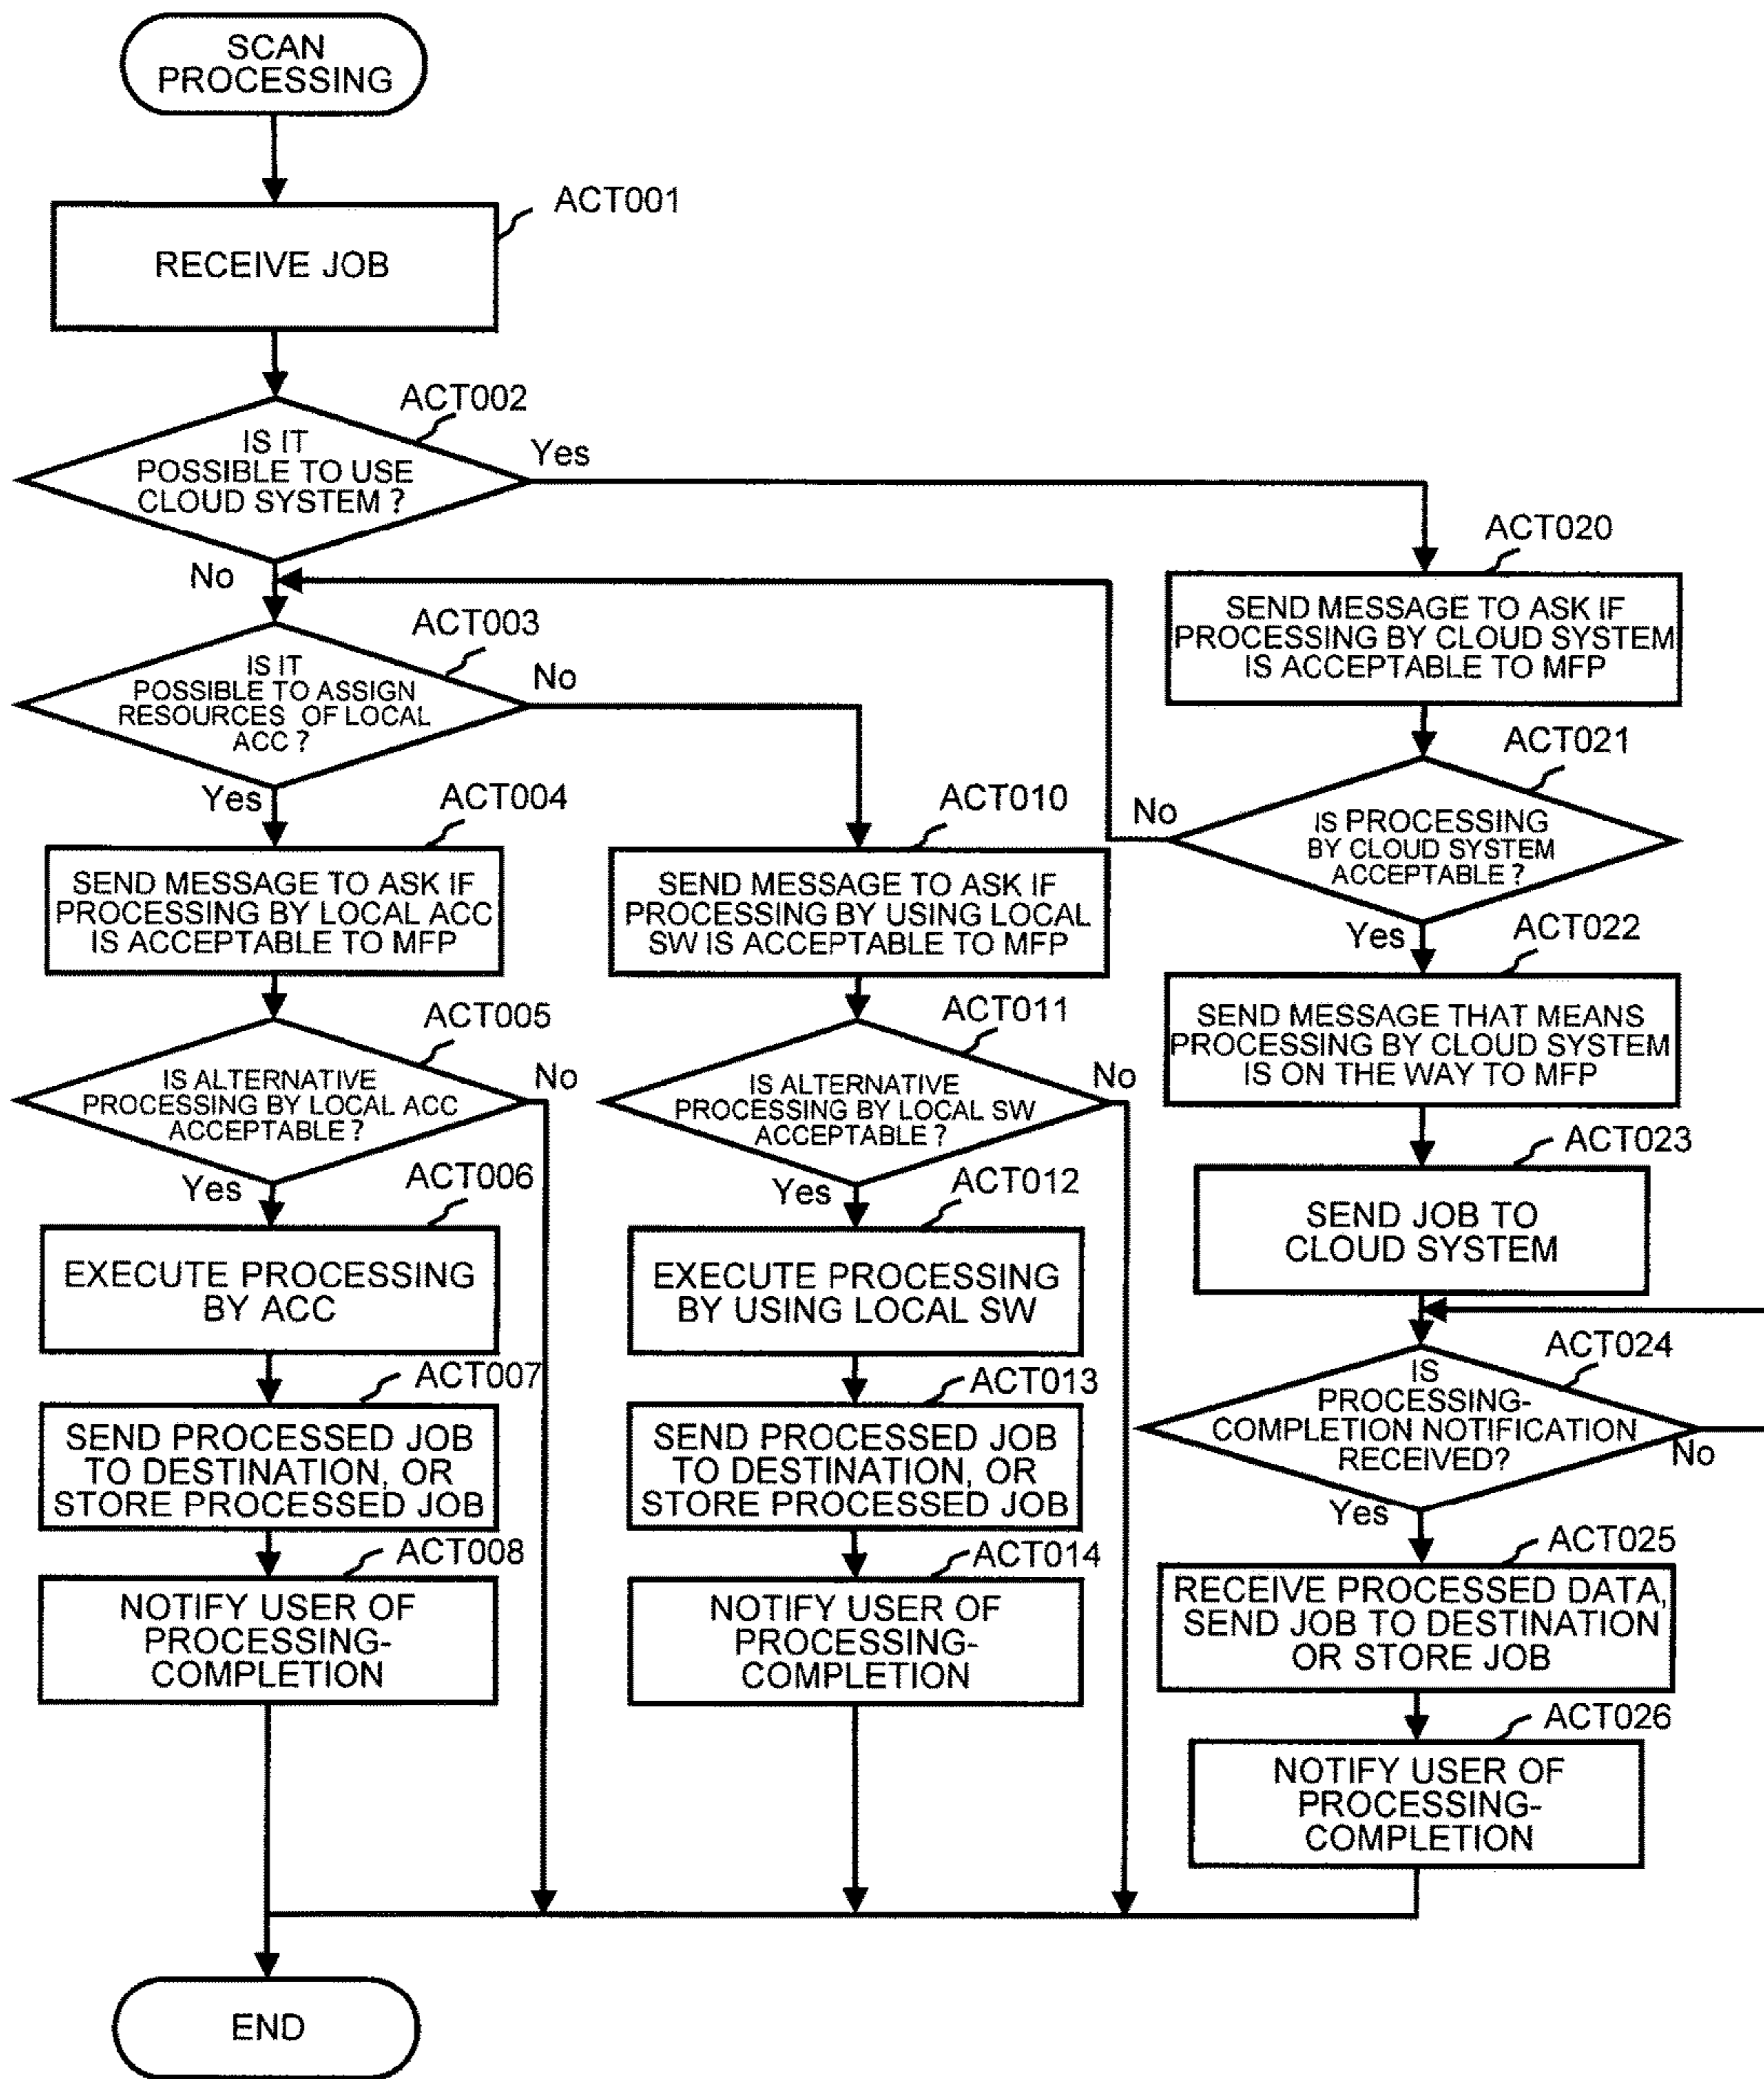 SCAN
PROCESSING
ACT001
RECEIVE JOB
ACT002
IS IT
POSSIBLE TO USE
CLOUD SYSTEM ?
Yes
No
ACT003
IS IT
POSSIBLE TO ASSIGN
RESOURCES OF LOCAL
ACC ?
No
Yes
ACT004
SEND MESSAGE TO ASK IF
PROCESSING BY LOCAL ACC
IS ACCEPTABLE TO MFP
ACT005
IS ALTERNATIVE
PROCESSING BY LOCAL ACC
ACCEPTABLE ?
No
Yes
ACT006
EXECUTE PROCESSING
BY ACC
ACT007
SEND PROCESSED JOB
TO DESTINATION, OR
STORE PROCESSED JOB
ACT008
NOTIFY USER OF
PROCESSING-
COMPLETION
ACT010
SEND MESSAGE TO ASK IF
PROCESSING BY USING LOCAL
SW IS ACCEPTABLE TO MFP
ACT011
IS ALTERNATIVE
PROCESSING BY LOCAL SW
ACCEPTABLE ?
No
Yes
ACT012
EXECUTE PROCESSING
BY USING LOCAL SW
ACT013
SEND PROCESSED JOB
TO DESTINATION, OR
STORE PROCESSED JOB
ACT014
NOTIFY USER OF
PROCESSING-
COMPLETION
ACT020
SEND MESSAGE TO ASK IF
PROCESSING BY CLOUD SYSTEM
IS ACCEPTABLE TO MFP
ACT021
IS PROCESSING
BY CLOUD SYSTEM
ACCEPTABLE ?
No
Yes
ACT022
SEND MESSAGE THAT MEANS
PROCESSING BY CLOUD SYSTEM
IS ON THE WAY TO MFP
ACT023
SEND JOB TO
CLOUD SYSTEM
ACT024
IS
PROCESSING-
COMPLETION NOTIFICATION
RECEIVED?
No
Yes
ACT025
RECEIVE PROCESSED DATA,
SEND JOB TO DESTINATION
OR STORE JOB
ACT026
NOTIFY USER OF
PROCESSING-
COMPLETION
END